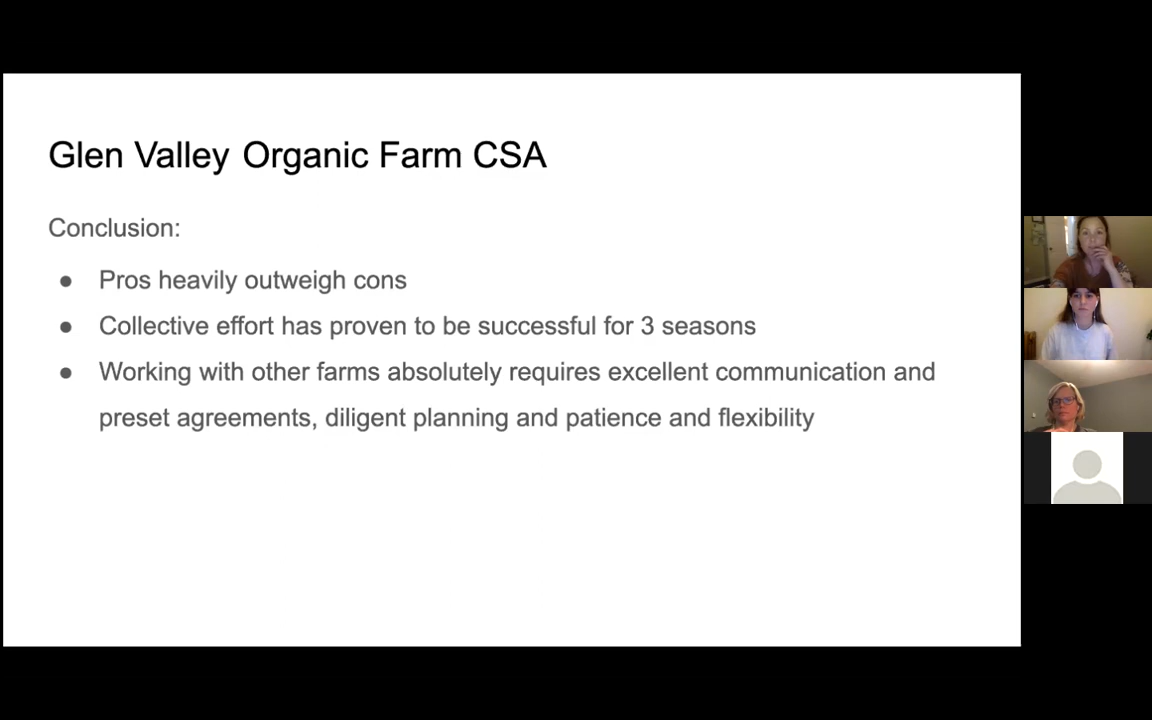 Glen Valley Organic Farm CSA
Conclusion:
● Pros heavily outweigh cons
● Collective effort has proven to be successful for 3 seasons
● Working with other farms absolutely requires excellent communication and
preset agreements, diligent planning and patience and flexibility